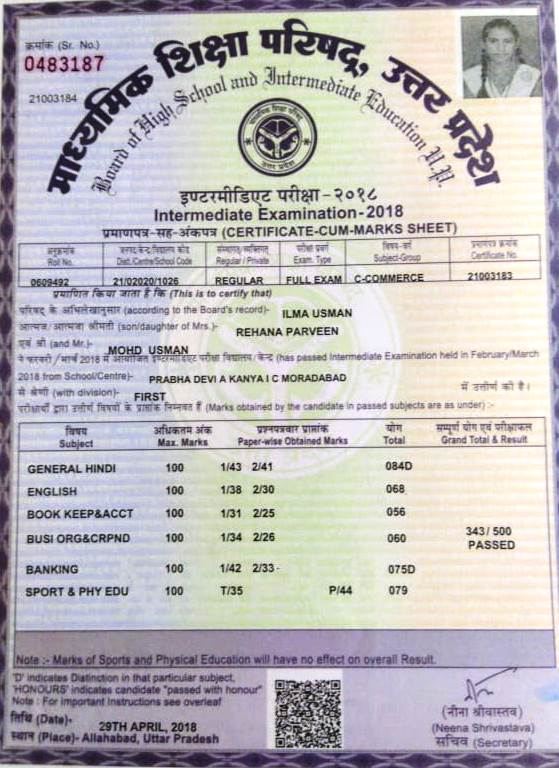 क्रमांक (Sr. No.)
0483187
21003184
माध्यमिक शिक्षा परिषद, उत्तर प्रदेश
Board of High School and Intermediate Education U.P.
माध्यमिक शिक्षा परिषद्
उत्तर प्रदेश
इण्टरमीडिएट परीक्षा-२०१८
Intermediate Examination-2018
प्रमाणपत्र-सह-अंकपत्र (CERTIFICATE-CUM-MARKS SHEET)
अनुक्रमांक जनपद/केन्द्र/विद्यालय कोड संस्थागत/व्यक्तिगत परीक्षा प्रवर्ग विषय-वर्ग प्रमाणपत्र क्रमांक
Roll No. Dist./Centre/School Code Regular / Private Exam. Type Subject-Group Certificate No.
0609492 21/02020/1026 REGULAR FULL EXAM C-COMMERCE 21003183
प्रमाणित किया जाता है कि (This is to certify that)
परिषद के अभिलेखानुसार (according to the Board's record)- ILMA USMAN
आत्मज/आत्मजा श्रीमती (son/daughter of Mrs.)- REHANA PARVEEN
एवं श्री (and Mr.)- MOHD USMAN
ने फरवरी/मार्च 2018 में आयोजित इण्टरमीडिएट परीक्षा विद्यालय/केन्द्र (has passed Intermediate Examination held in February/March
2018 from School/Centre)- PRABHA DEVI A KANYA I C MORADABAD
से श्रेणी (with division)- FIRST में उत्तीर्ण की है।
परीक्षार्थी द्वारा उत्तीर्ण विषयों के प्राप्तांक निम्नवत हैं (Marks obtained by the candidate in passed subjects are as under) :-
विषय अधिकतम अंक प्रश्नपत्रवार प्राप्तांक योग सम्पूर्ण योग एवं परीक्षाफल
Subject Max. Marks Paper-wise Obtained Marks Total Grand Total & Result
GENERAL HINDI 100 1/43 2/41 084D
ENGLISH 100 1/38 2/30 068
BOOK KEEP&ACCT 100 1/31 2/25 056
BUSI ORG&CRPND 100 1/34 2/26 060 343/500
PASSED
BANKING 100 1/42 2/33 075D
SPORT & PHY EDU 100 T/35 P/44 079
Note :- Marks of Sports and Physical Education will have no effect on overall Result.
'D' indicates Distinction in that particular subject,
'HONOURS' indicates candidate "passed with honour"
Note : For Important Instructions see overleaf
तिथि (Date)- 29TH APRIL, 2018
स्थान (Place)- Allahabad, Uttar Pradesh
(नीना श्रीवास्तव)
(Neena Shrivastava)
सचिव (Secretary)